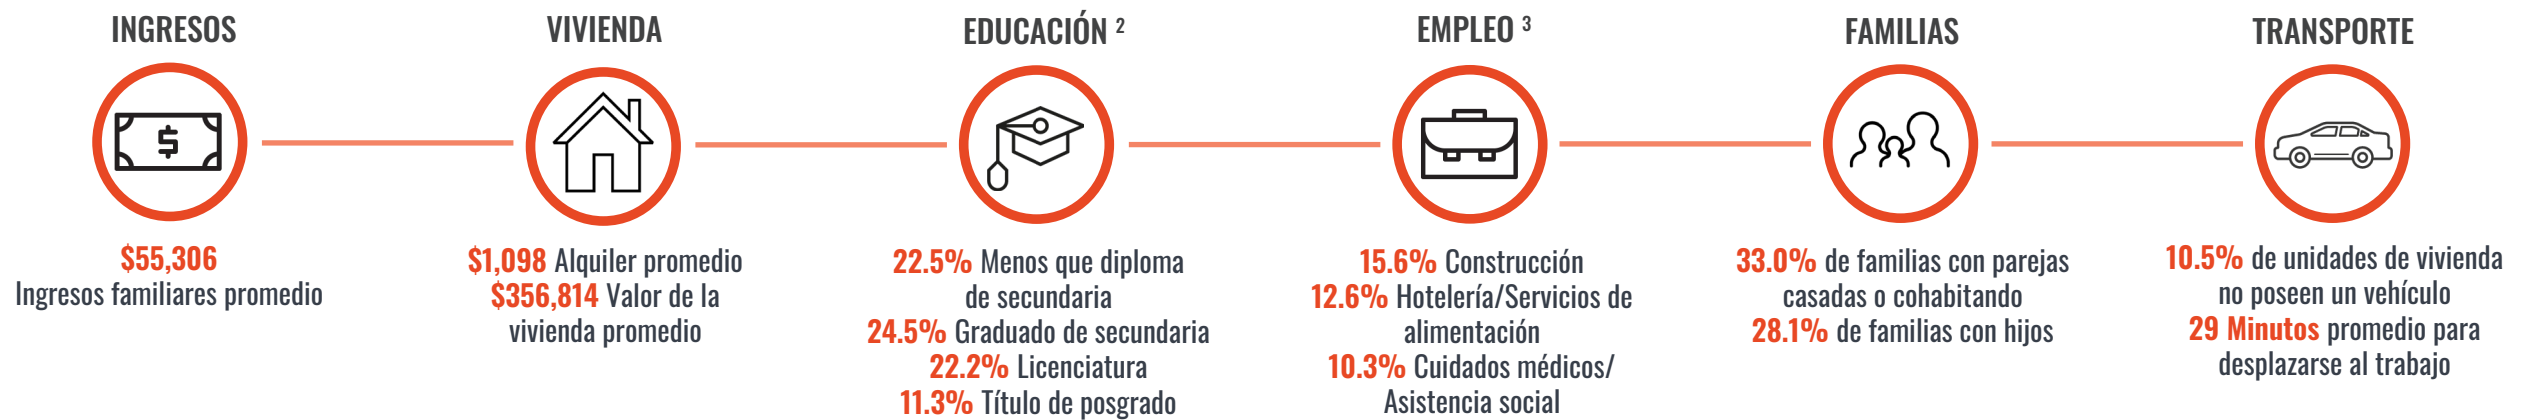 INGRESOS
$
$55,306
Ingresos familiares promedio
VIVIENDA
$1,098 Alquiler promedio
$356,814 Valor de la
vivienda promedio
EDUCACIÓN ²
22.5% Menos que diploma
de secundaria
24.5% Graduado de secundaria
22.2% Licenciatura
11.3% Título de posgrado
EMPLEO ³
15.6% Construcción
12.6% Hotelería/Servicios de
alimentación
10.3% Cuidados médicos/
Asistencia social
FAMILIAS
33.0% de familias con parejas
casadas o cohabitando
28.1% de familias con hijos
TRANSPORTE
10.5% de unidades de vivienda
no poseen un vehículo
29 Minutos promedio para
desplazarse al trabajo